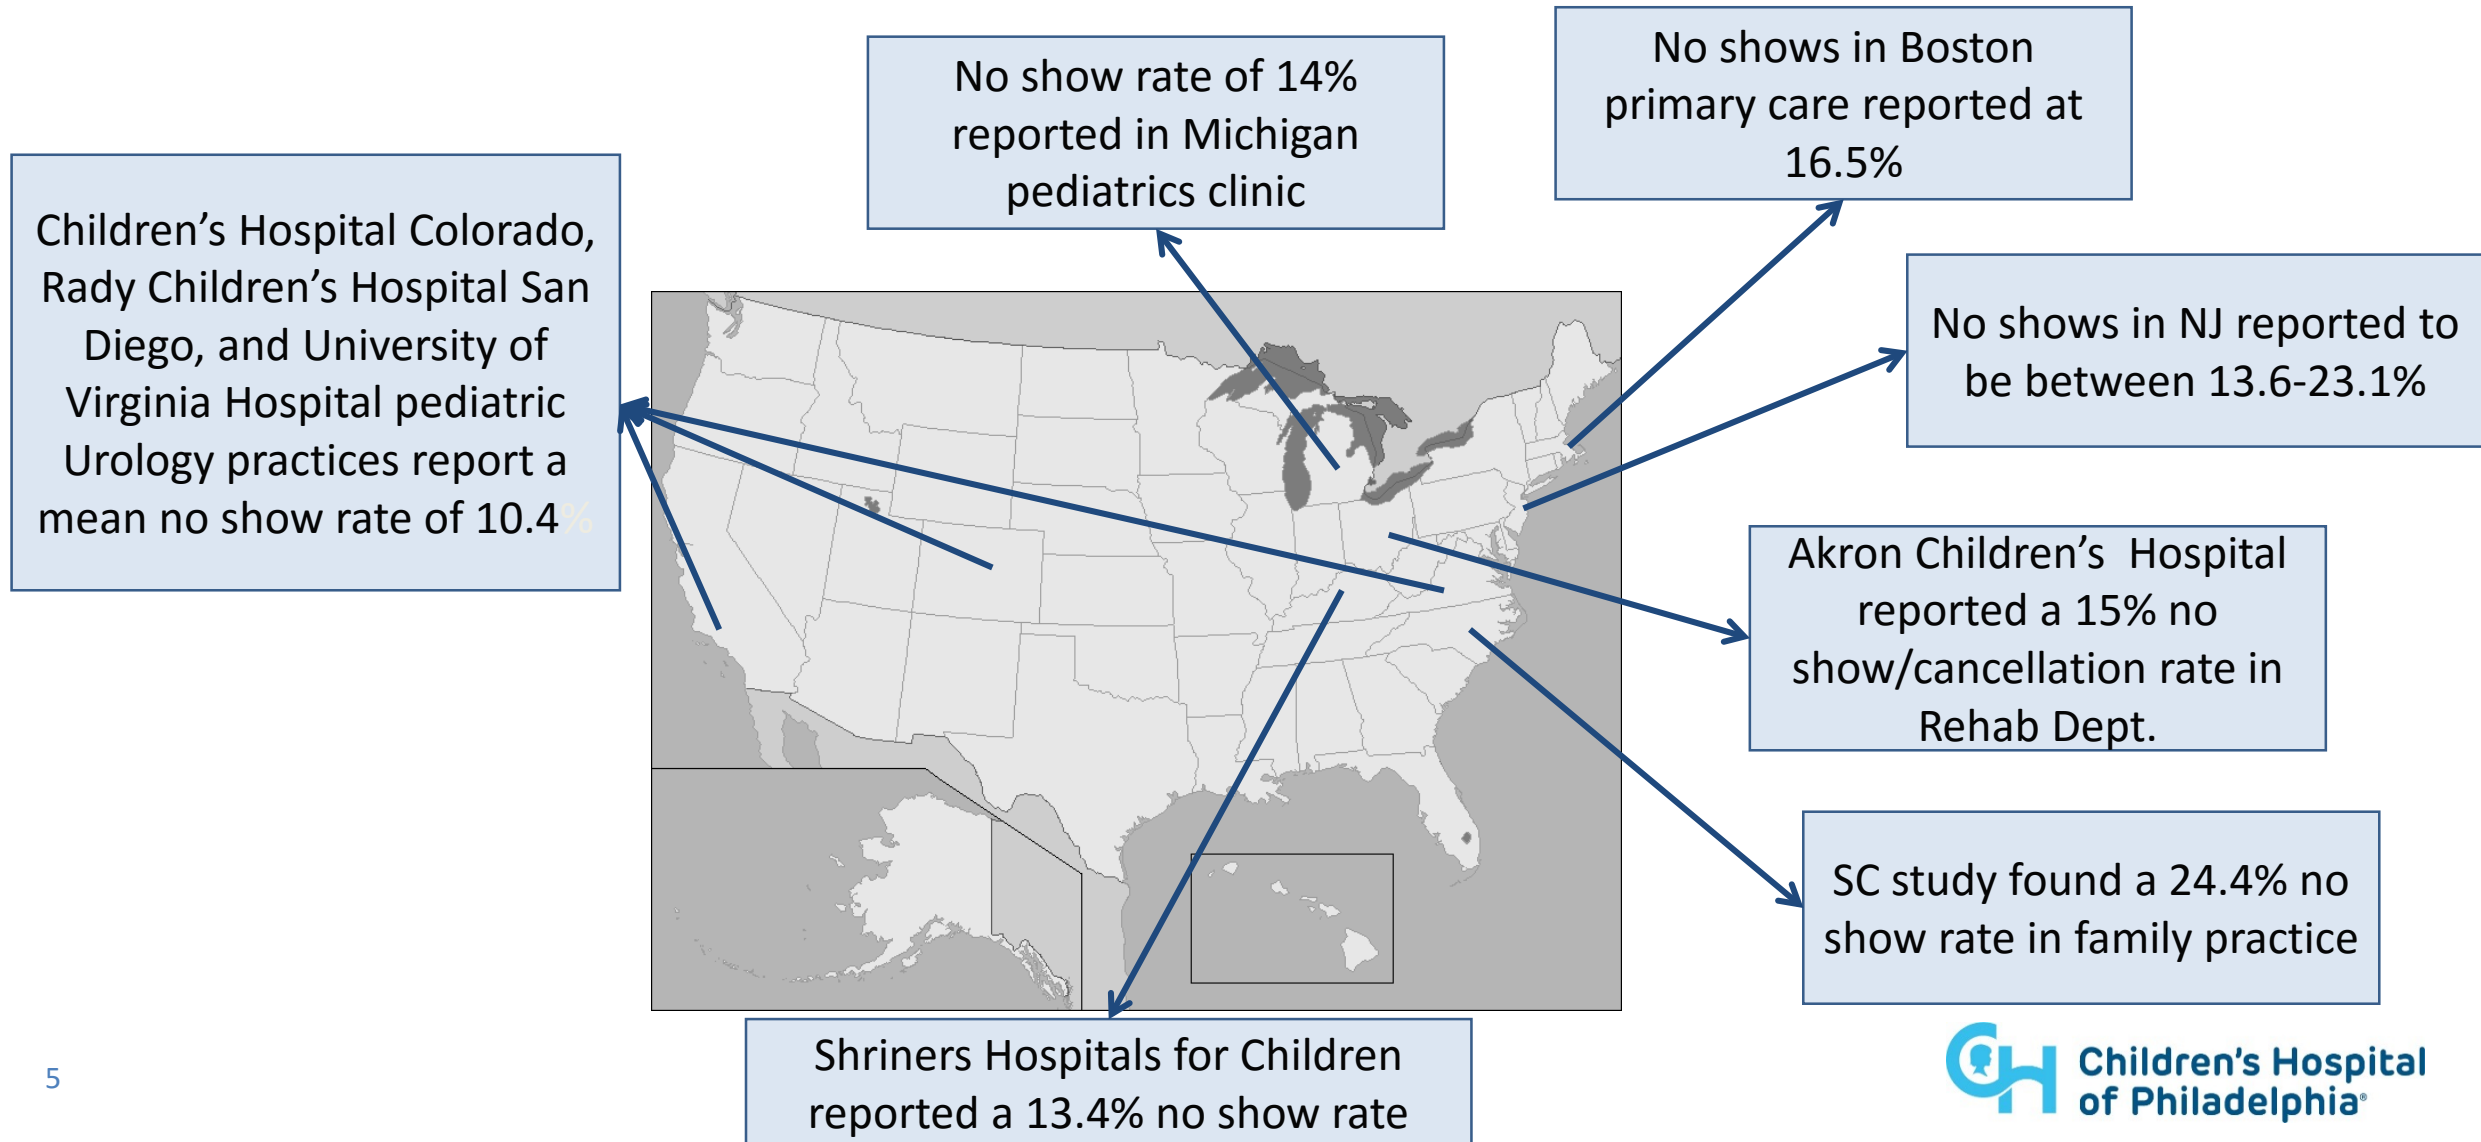 No show rate of 14%
reported in Michigan
pediatrics clinic
No shows in Boston
primary care reported at
16.5%
Children’s Hospital Colorado,
Rady Children’s Hospital San
Diego, and University of
Virginia Hospital pediatric
Urology practices report a
mean no show rate of 10.4%
No shows in NJ reported to
be between 13.6-23.1%
Akron Children’s  Hospital
reported a 15% no
show/cancellation rate in
Rehab Dept.
SC study found a 24.4% no
show rate in family practice
Shriners Hospitals for Children
reported a 13.4% no show rate
5
CH
Children's Hospital
of Philadelphia®